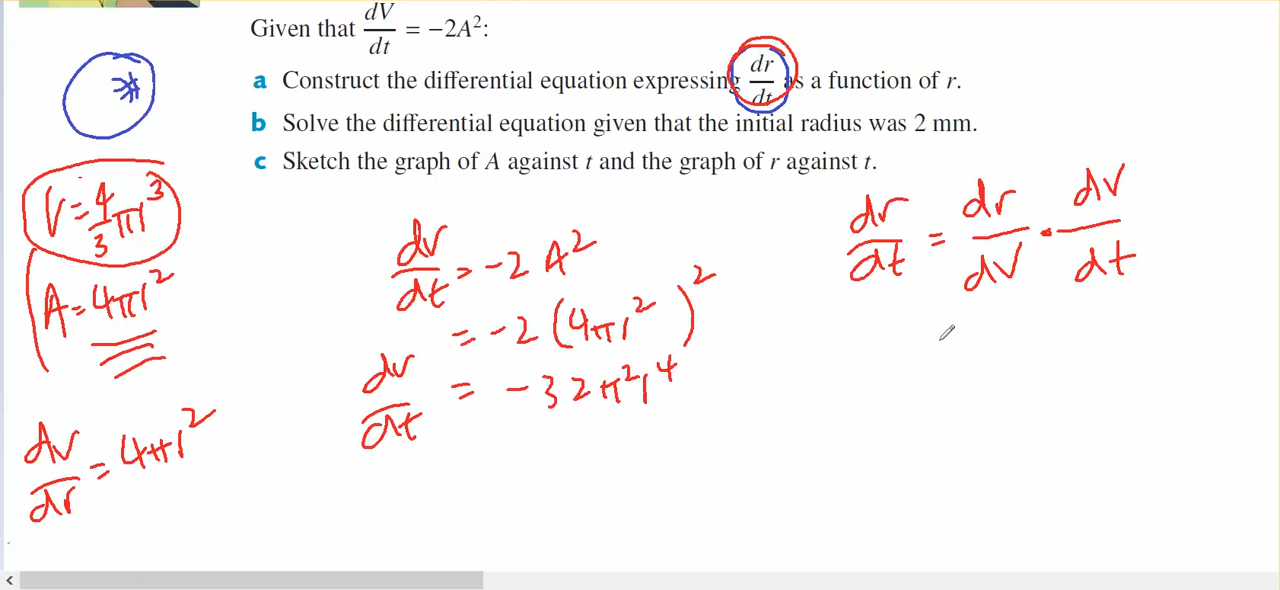 Given that dV/dt = −2A²:
a Construct the differential equation expressing dr/dt as a function of r.
b Solve the differential equation given that the initial radius was 2 mm.
c Sketch the graph of A against t and the graph of r against t.
V = 4/3 πr³
A = 4πr²
dV/dr = 4πr²
dv/dt = -2 A²
= -2 (4πr²)²
dv/dt = -32π²r⁴
dr/dt = dr/dV · dV/dt